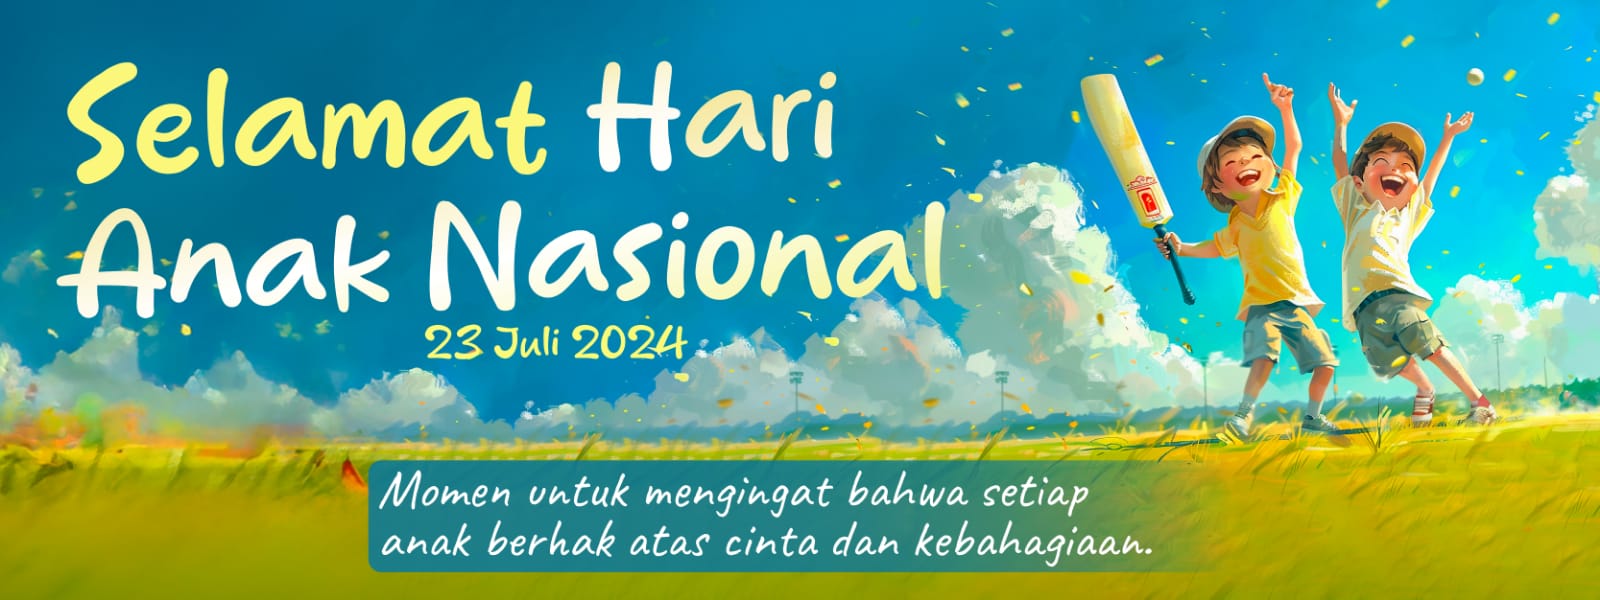 Selamat Hari
Anak Nasional
23 Juli 2024
Momen untuk mengingat bahwa setiap
anak berhak atas cinta dan kebahagiaan.